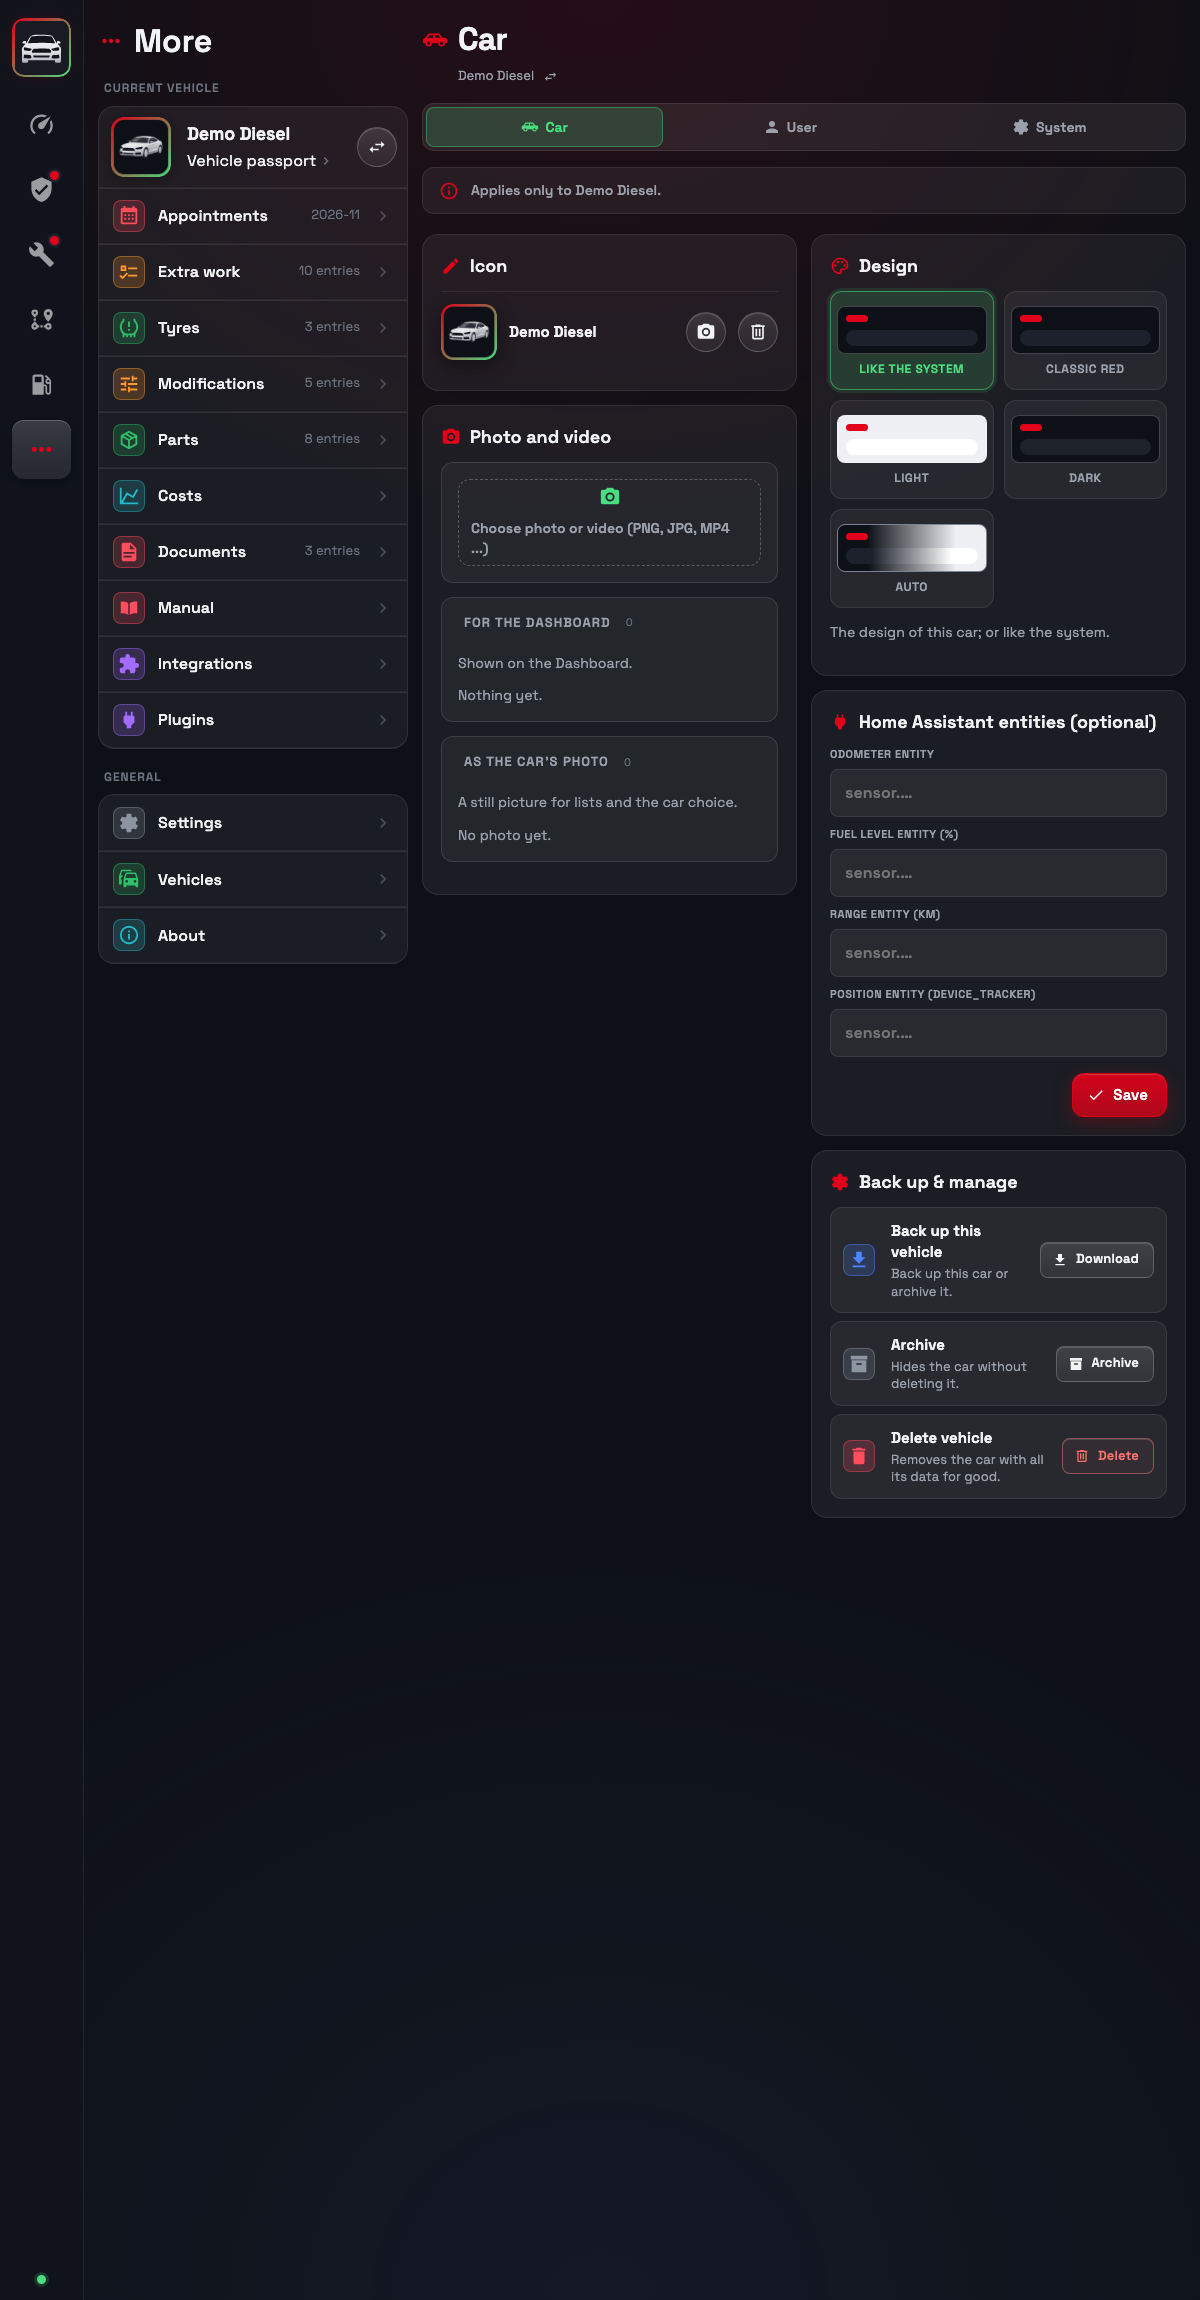 More
CURRENT VEHICLE
Demo Diesel
Vehicle passport
Appointments 2026-11
Extra work 10 entries
Tyres 3 entries
Modifications 5 entries
Parts 8 entries
Costs
Documents 3 entries
Manual
Integrations
Plugins
GENERAL
Settings
Vehicles
About
Car
Demo Diesel
Car User System
Applies only to Demo Diesel.
Icon
Demo Diesel
Photo and video
Choose photo or video (PNG, JPG, MP4
...)
FOR THE DASHBOARD 0
Shown on the Dashboard.
Nothing yet.
AS THE CAR'S PHOTO 0
A still picture for lists and the car choice.
No photo yet.
Design
LIKE THE SYSTEM CLASSIC RED
LIGHT DARK
AUTO
The design of this car; or like the system.
Home Assistant entities (optional)
ODOMETER ENTITY
sensor....
FUEL LEVEL ENTITY (%)
sensor....
RANGE ENTITY (KM)
sensor....
POSITION ENTITY (DEVICE_TRACKER)
sensor....
Save
Back up & manage
Back up this
vehicle
Back up this car or
archive it.
Download
Archive
Hides the car without
deleting it.
Archive
Delete vehicle
Removes the car with all
its data for good.
Delete